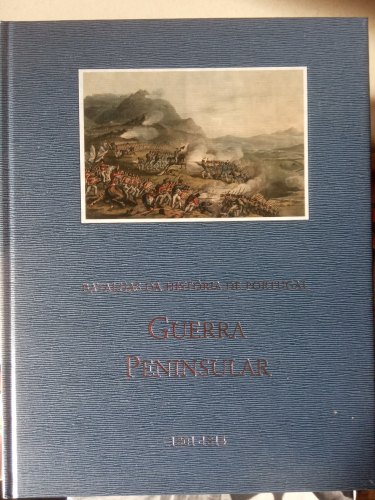 BATALHAS DA HISTÓRIA DE PORTUGAL
GUERRA
PENINSULAR